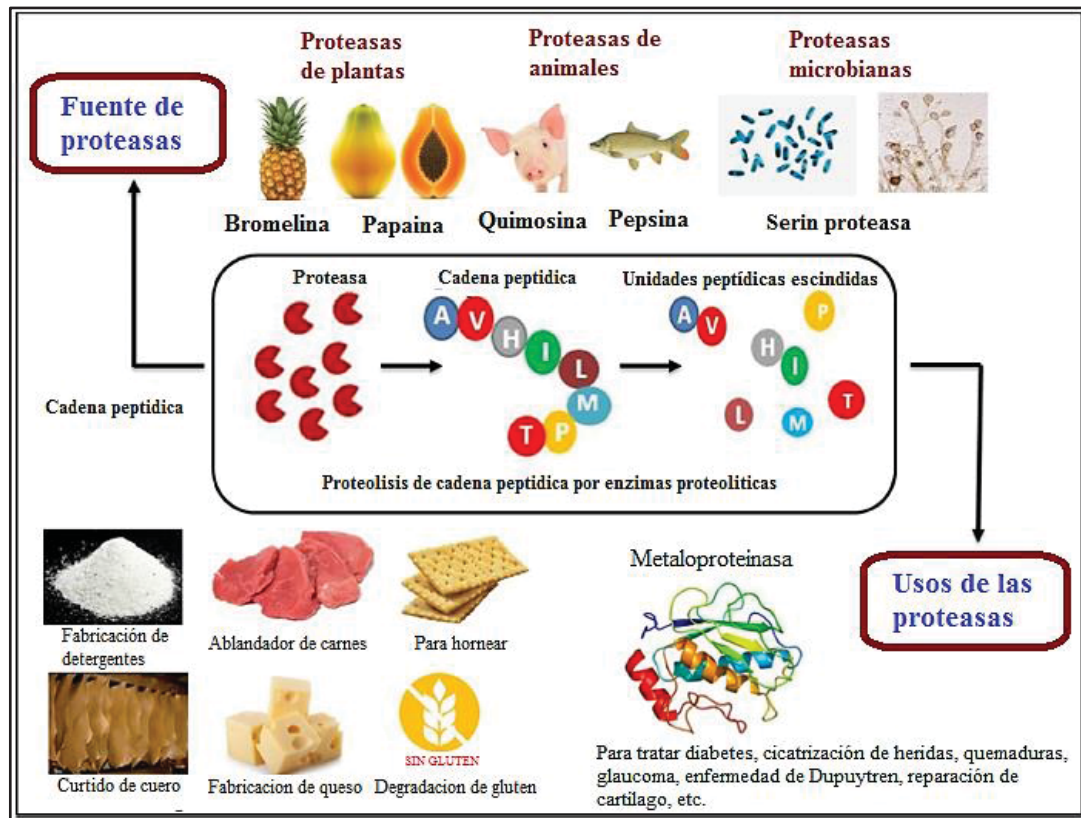 Proteasas
de plantas
Proteasas de
animales
Proteasas
microbianas
Fuente de
proteasas
Bromelina
Papaina
Quimosina
Pepsina
Serin proteasa
Proteasa
Cadena peptidica
Unidades peptídicas escindidas
A
V
H
I
L
M
P
T
A
V
H
I
L
M
T
P
Cadena peptidica
Proteolisis de cadena peptidica por enzimas proteoliticas
Usos de las
proteasas
Fabricación de
detergentes
Ablandador de carnes
Para hornear
Curtido de cuero
Fabricacion de queso
SIN GLUTEN
Degradacion de gluten
Metaloproteinasa
Para tratar diabetes, cicatrización de heridas, quemaduras,
glaucoma, enfermedad de Dupuytren, reparación de
cartílago, etc.